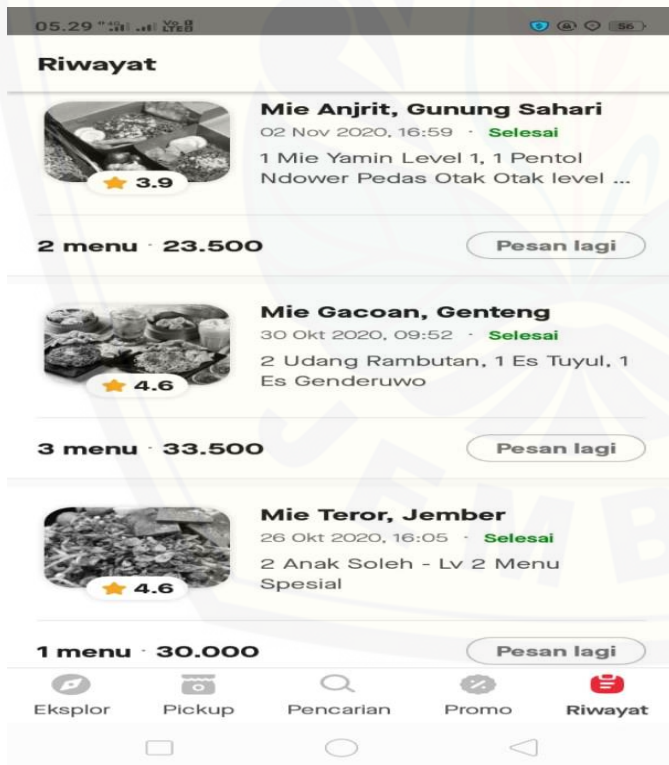 05.29
Riwayat
Mie Anjrit, Gunung Sahari
02 Nov 2020, 16:59 · Selesai
1 Mie Yamin Level 1, 1 Pentol
Ndower Pedas Otak Otak level ...
3.9
2 menu · 23.500
Pesan lagi
Mie Gacoan, Genteng
30 Okt 2020, 09:52 · Selesai
2 Udang Rambutan, 1 Es Tuyul, 1
Es Genderuwo
4.6
3 menu · 33.500
Pesan lagi
Mie Teror, Jember
26 Okt 2020, 16:05 · Selesai
2 Anak Soleh - Lv 2 Menu
Spesial
4.6
1 menu · 30.000
Pesan lagi
Eksplor Pickup Pencarian Promo Riwayat